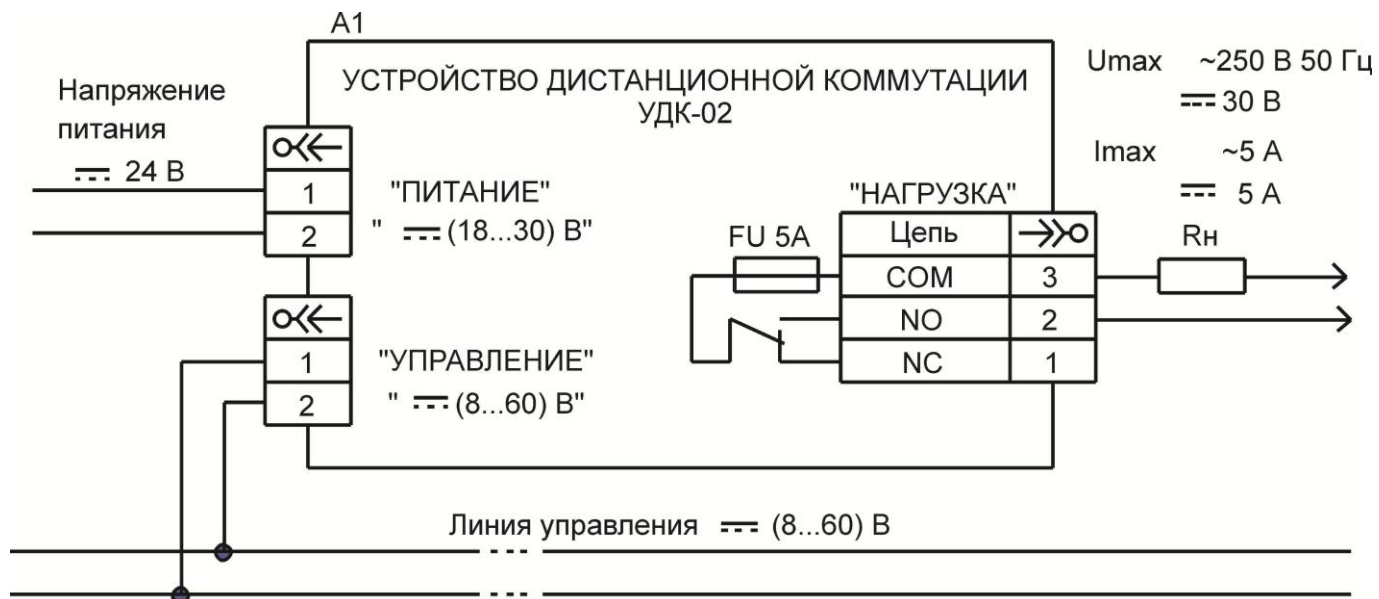 A1
УСТРОЙСТВО ДИСТАНЦИОННОЙ КОММУТАЦИИ
УДК-02
Напряжение
питания
24 В
1
2
"ПИТАНИЕ"
" (18...30) В"
1
2
"УПРАВЛЕНИЕ"
" (8...60) В"
"НАГРУЗКА"
FU 5А
Цепь
COM 3
NO 2
NC 1
Umax ~250 В 50 Гц
30 В
Imax ~5 А
5 А
Rн
Линия управления (8...60) В